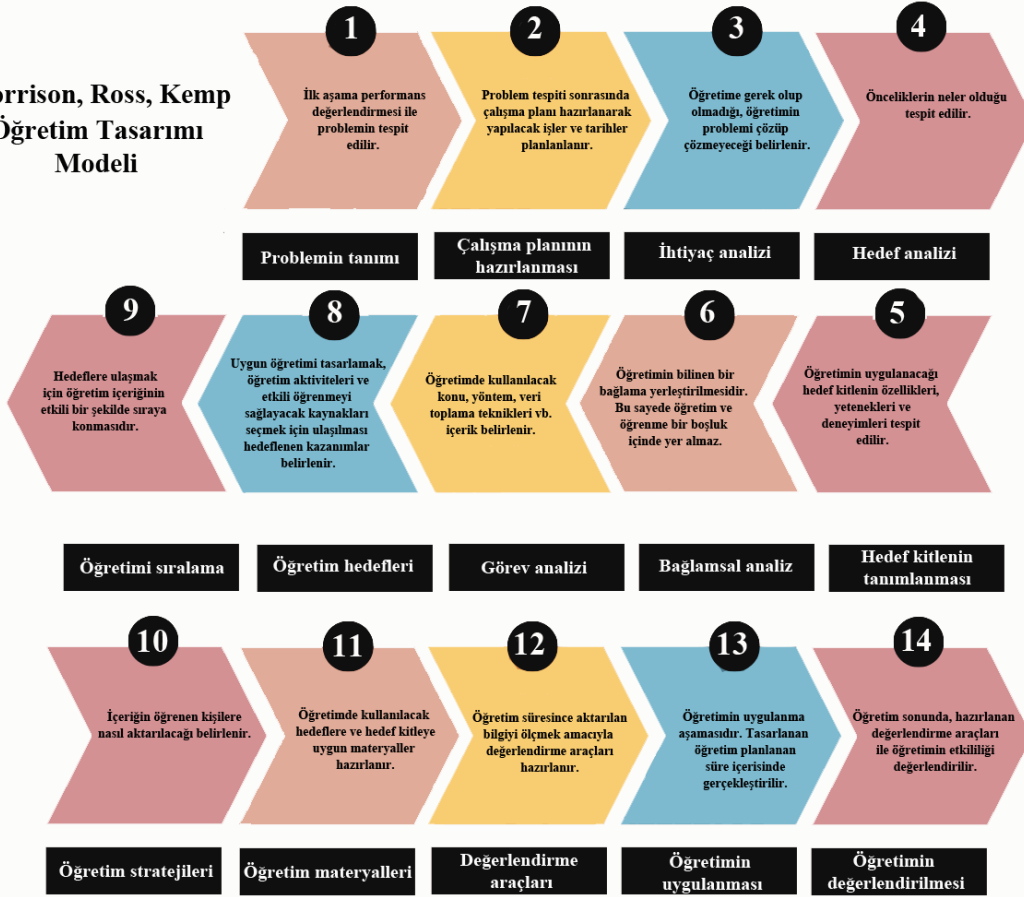 orrison, Ross, Kemp
Öğretim Tasarımı
Modeli
1
İlk aşama performans
değerlendirmesi ile
problemin tespit
edilir.
Problemin tanımı
2
Problem tespiti sonrasında
çalışma planı hazırlanarak
yapılacak işler ve tarihler
planlanlanır.
Çalışma planının
hazırlanması
3
Öğretime gerek olup
olmadığı, öğretimin
problemi çözüp
çözmeyeceği belirlenir.
İhtiyaç analizi
4
Önceliklerin neler olduğu
tespit edilir.
Hedef analizi
5
Öğretimin uygulanacağı
hedef kitlenin özellikleri,
yetenekleri ve
deneyimleri tespit
edilir.
Hedef kitlenin
tanımlanması
6
Öğretimin bilinen bir
bağlama yerleştirilmesidir.
Bu sayede öğretim ve
öğrenme bir boşluk
içinde yer almaz.
Bağlamsal analiz
7
Öğretimde kullanılacak
konu, yöntem, veri
toplama teknikleri vb.
içerik belirlenir.
Görev analizi
8
Uygun öğretimi tasarlamak,
öğretim aktiviteleri ve
etkili öğrenmeyi
sağlayacak kaynakları
seçmek için ulaşılması
hedeflenen kazanımlar
belirlenir.
Öğretim hedefleri
9
Hedeflere ulaşmak
için öğretim içeriğinin
etkili bir şekilde sıraya
konmasıdır.
Öğretimi sıralama
10
İçeriğin öğrenen kişilere
nasıl aktarılacağı belirlenir.
Öğretim stratejileri
11
Öğretimde kullanılacak
hedeflere ve hedef kitleye
uygun materyaller
hazırlanır.
Öğretim materyalleri
12
Öğretim süresince aktarılan
bilgiyi ölçmek amacıyla
değerlendirme araçları
hazırlanır.
Değerlendirme
araçları
13
Öğretimin uygulanma
aşamasıdır. Tasarlanan
öğretim planlanan
süre içerisinde
gerçekleştirilir.
Öğretimin
uygulanması
14
Öğretim sonunda, hazırlanan
değerlendirme araçları
ile öğretimin etkililiği
değerlendirilir.
Öğretimin
değerlendirilmesi